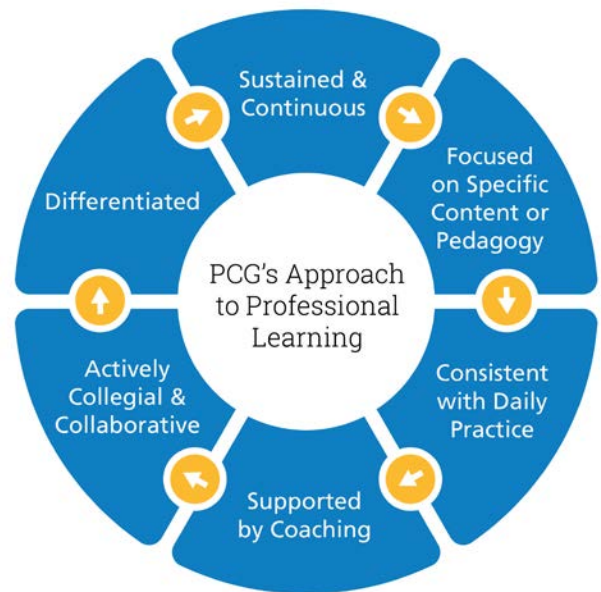 Sustained &
Continuous
Focused
on Specific
Content or
Pedagogy
Consistent
with Daily
Practice
Supported
by Coaching
Actively
Collegial &
Collaborative
Differentiated
PCG's Approach
to Professional
Learning